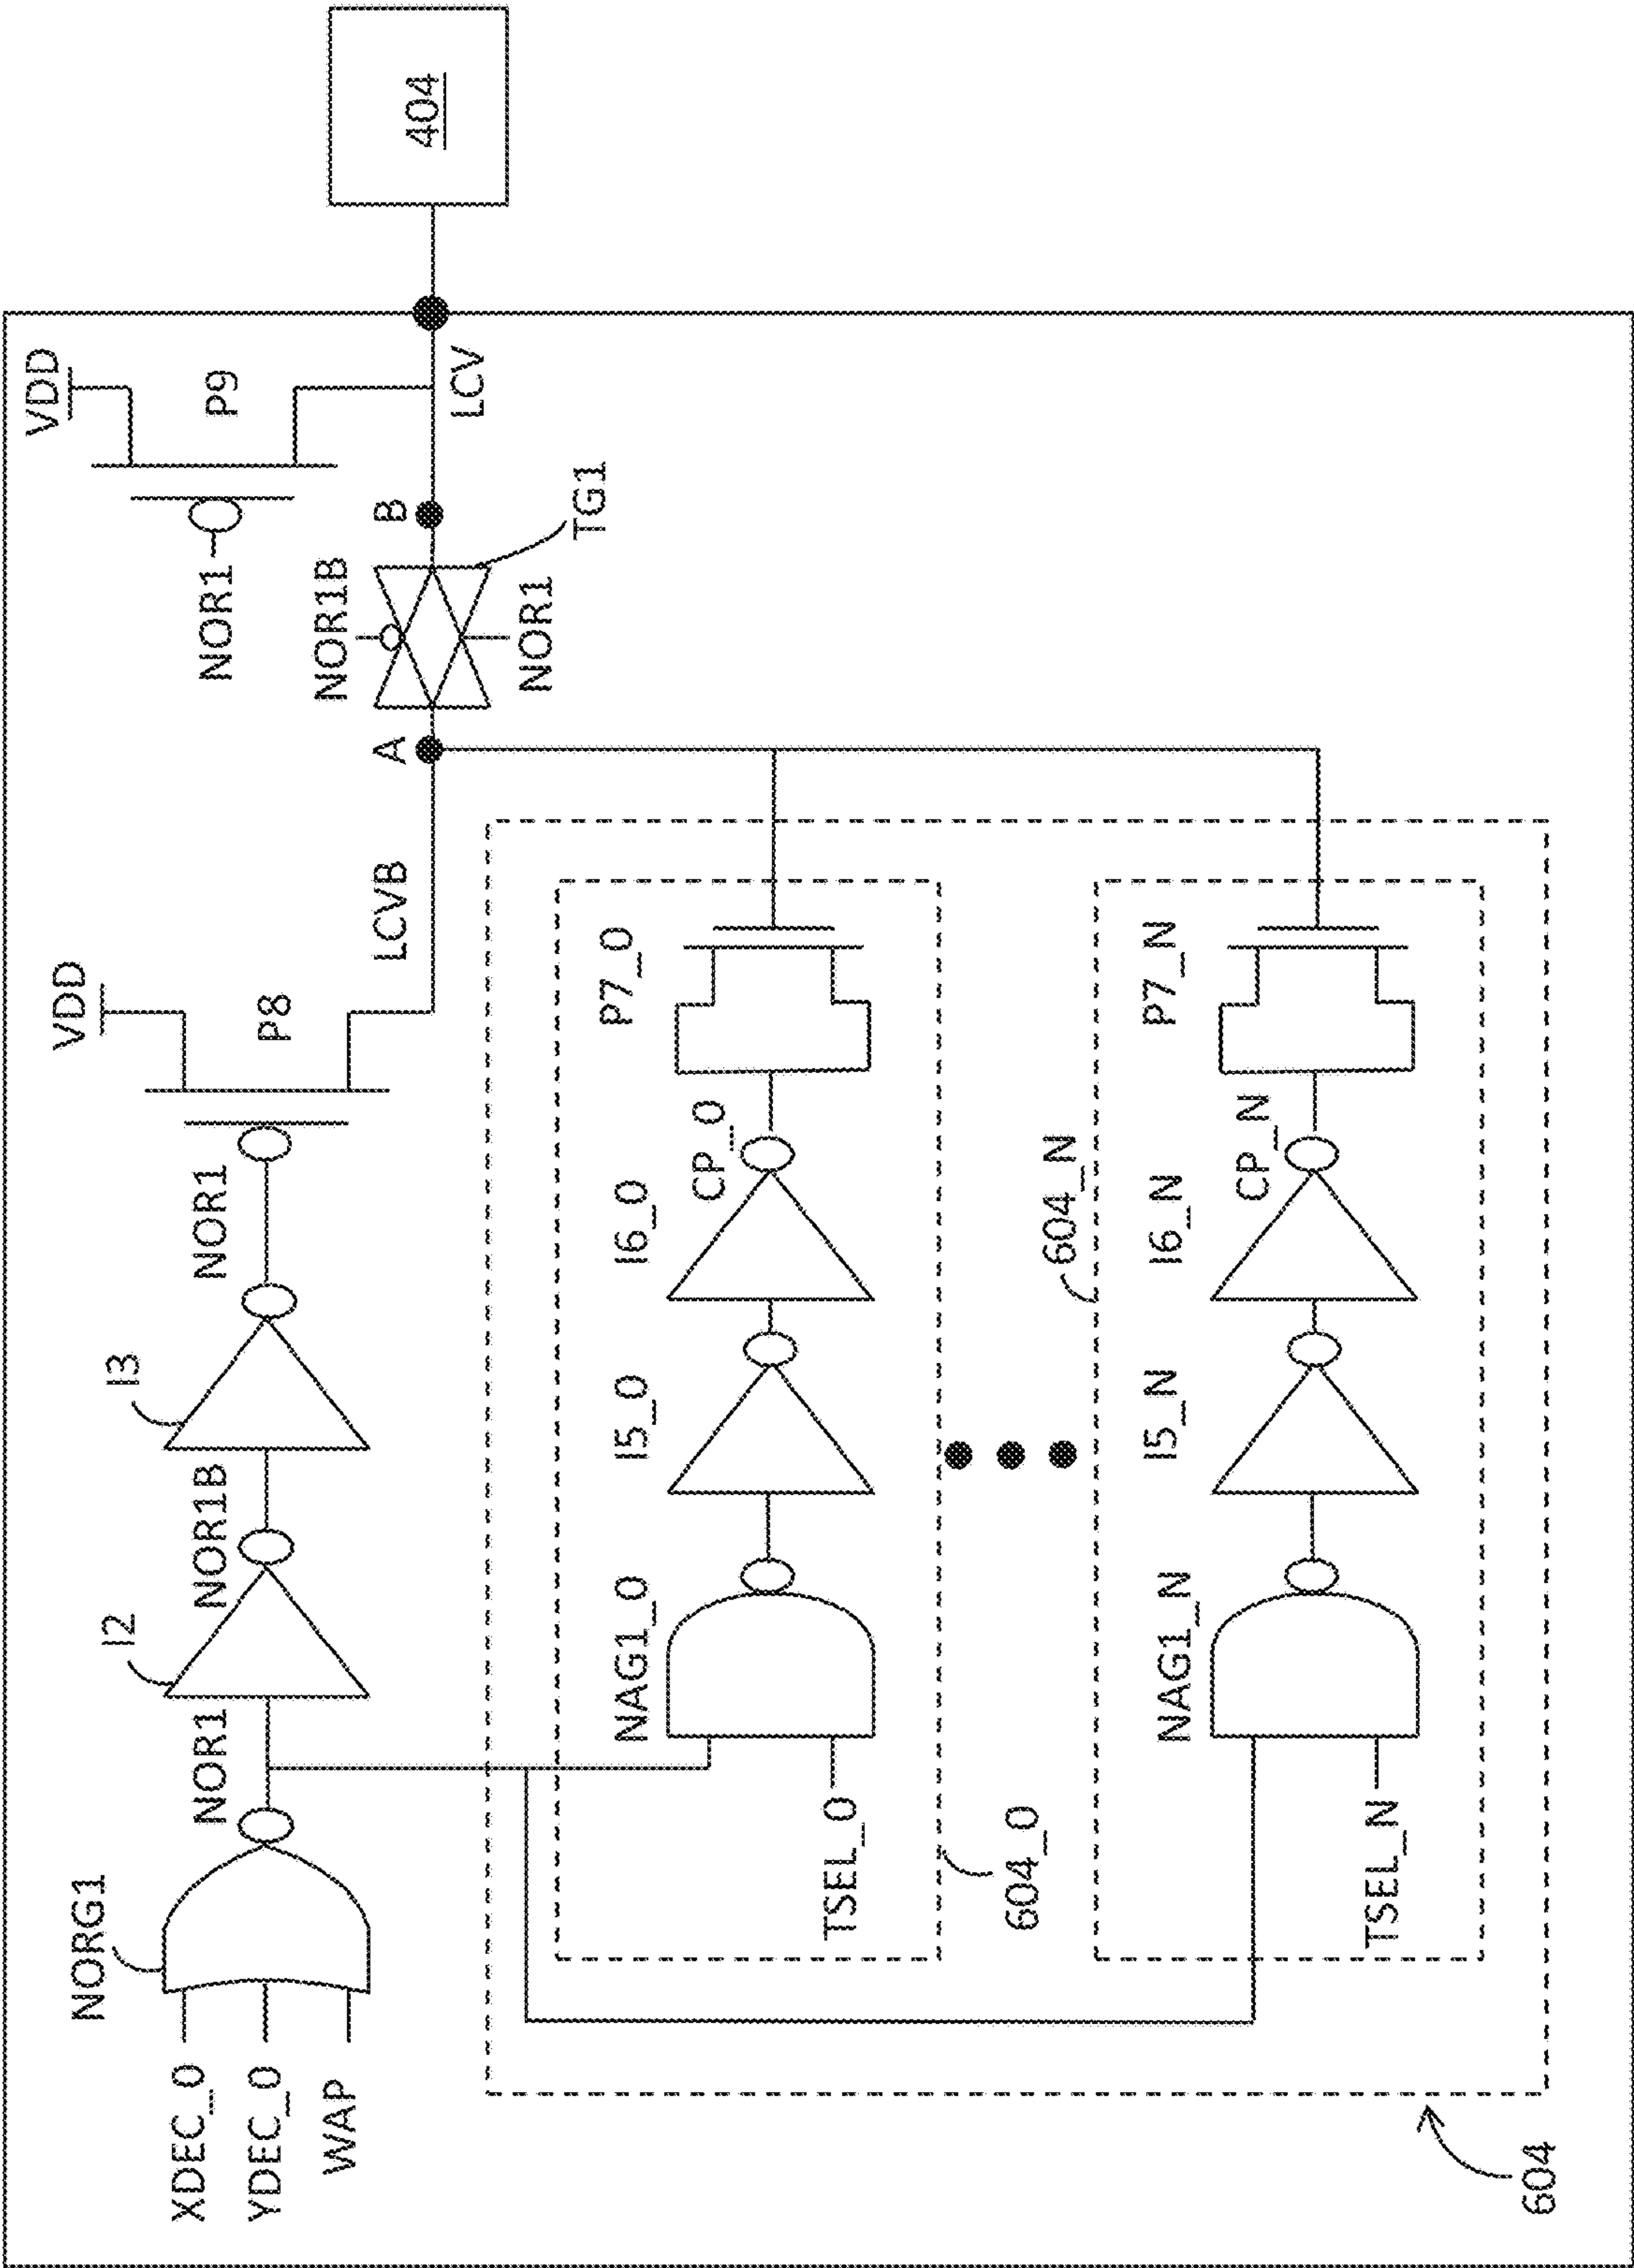 VDD
VDD
404
P9
P8
NOR1
NOR1B
B
LCV
TG1
NOR1
A
LCVB
NORG1
I2
I3
XDEC_0
YDEC_0
WAP
NOR1
NOR1B
NOR1
NAG1_0
I5_0
I6_0
CP_0
P7_0
TSEL_0
604_0
604_N
NAG1_N
I5_N
I6_N
CP_N
P7_N
TSEL_N
604